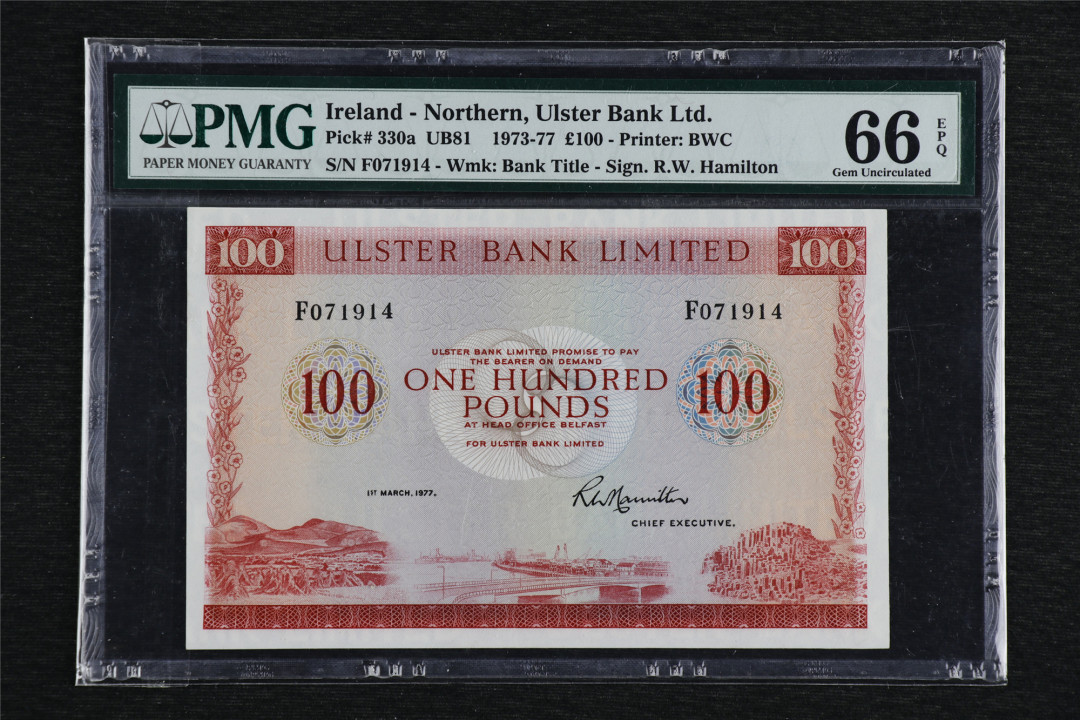 PMG
PAPER MONEY GUARANTY
Ireland - Northern, Ulster Bank Ltd.
Pick# 330a UB81 1973-77 £100 - Printer: BWC
S/N F071914 - Wmk: Bank Title - Sign. R.W. Hamilton
66
EPQ
Gem Uncirculated
100 ULSTER BANK LIMITED 100
F071914 F071914
ULSTER BANK LIMITED PROMISE TO PAY
THE BEARER ON DEMAND
100 ONE HUNDRED 100
POUNDS
AT HEAD OFFICE BELFAST
FOR ULSTER BANK LIMITED
1ST MARCH, 1977.
RWHamilton
CHIEF EXECUTIVE.